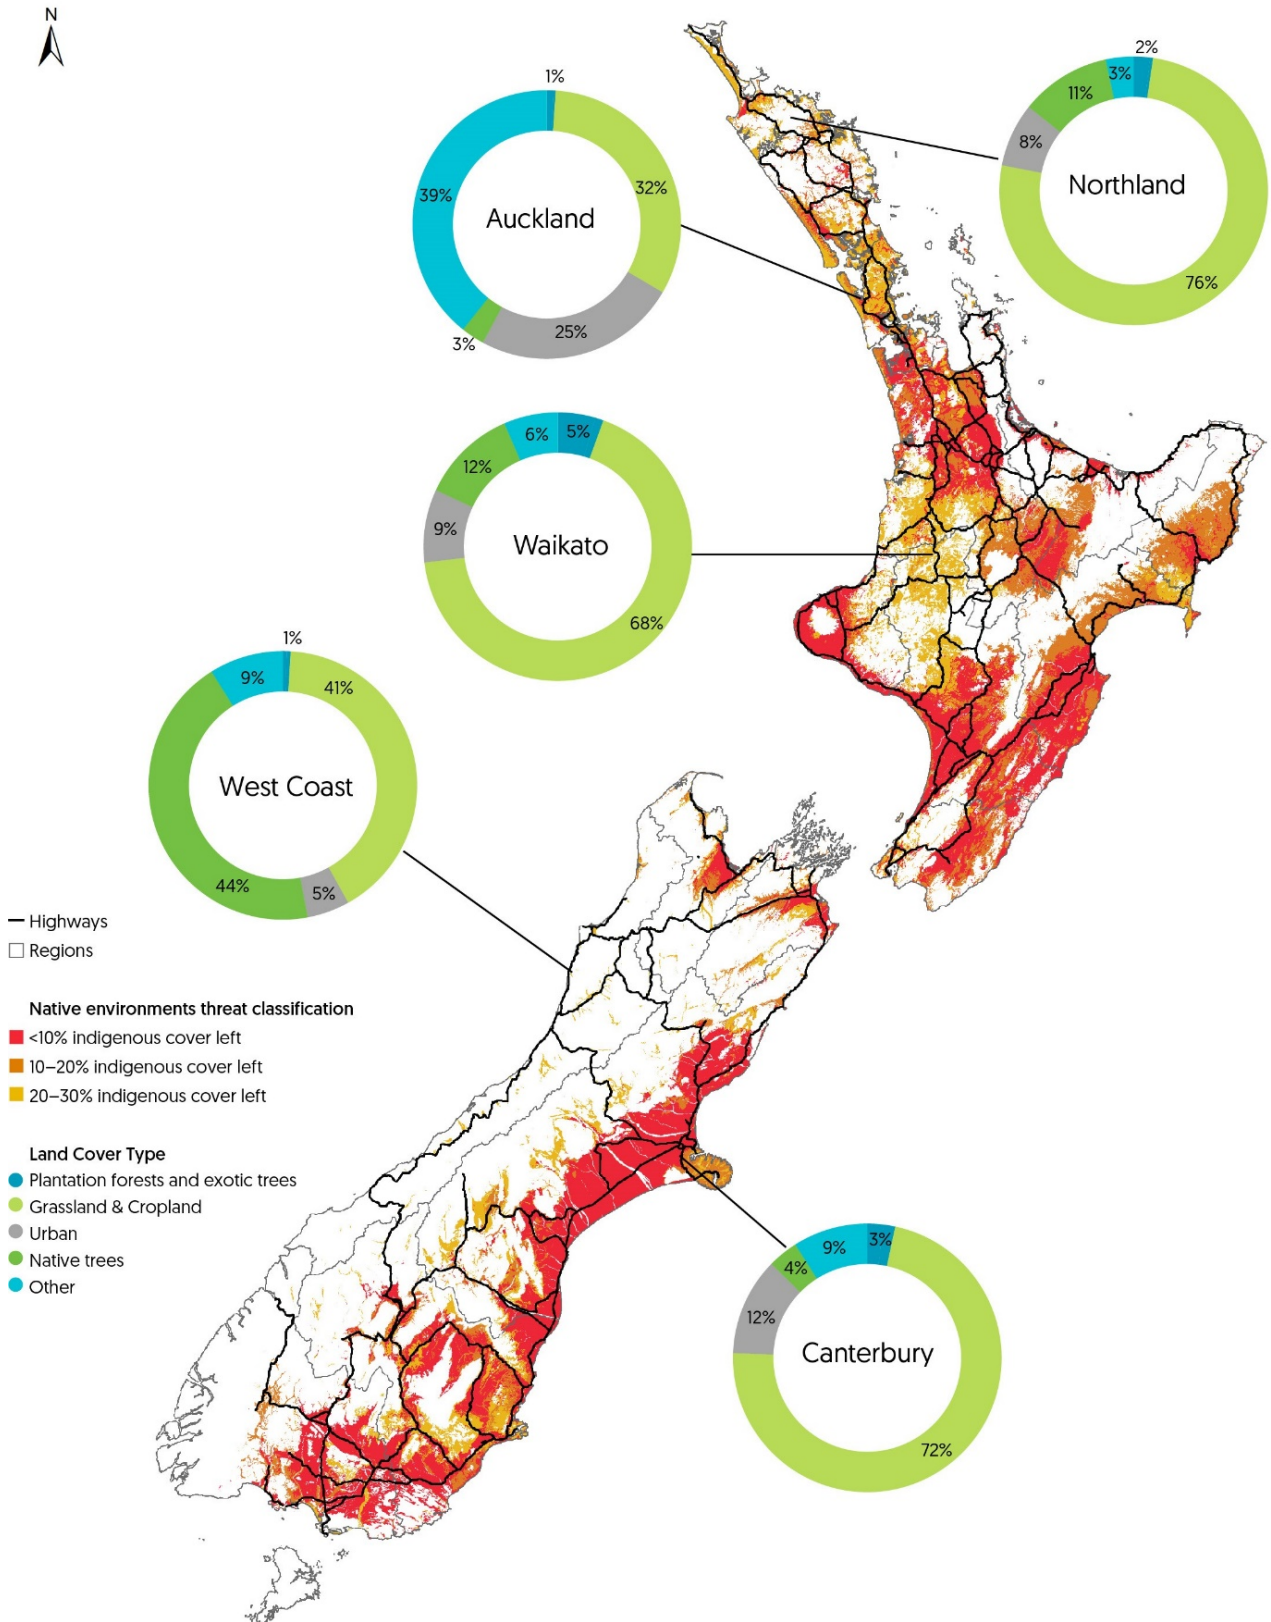 N
2%
3%
11%
8%
Northland
76%
1%
39%
32%
Auckland
25%
3%
6%
5%
12%
9%
Waikato
68%
1%
9%
41%
West Coast
44%
5%
Highways
Regions
Native environments threat classification
<10% indigenous cover left
10–20% indigenous cover left
20–30% indigenous cover left
Land Cover Type
Plantation forests and exotic trees
Grassland & Cropland
Urban
Native trees
Other
9%
3%
4%
12%
Canterbury
72%